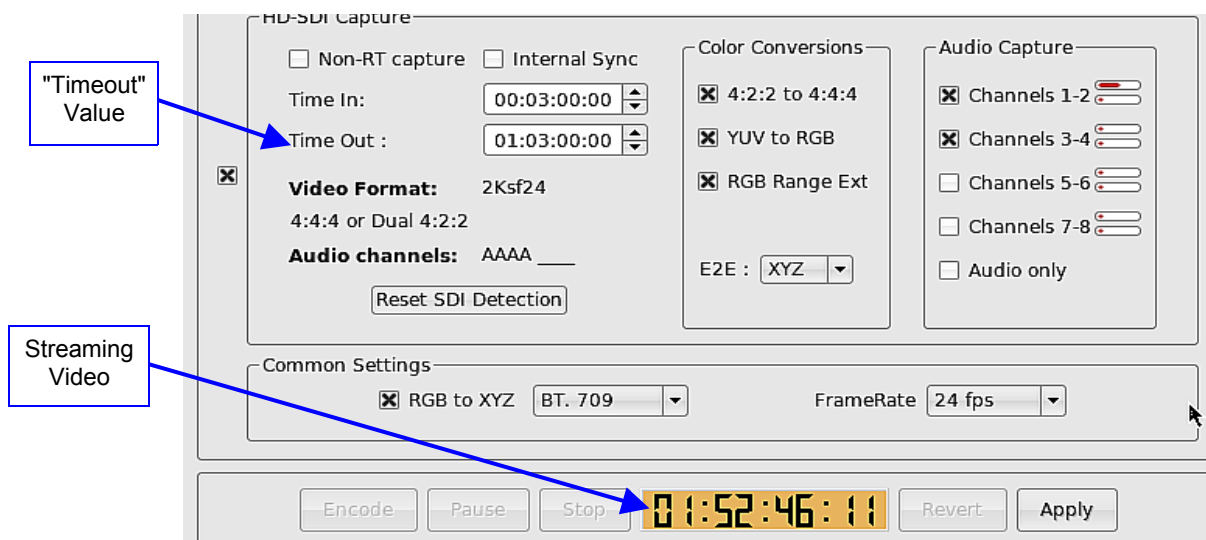 HD-SDI Capture
Non-RT capture
Internal Sync
Time In:
00:03:00:00
Time Out :
01:03:00:00
Video Format:
2Ksf24
4:4:4 or Dual 4:2:2
Audio channels:
AAAA ____
Reset SDI Detection
Color Conversions
4:2:2 to 4:4:4
YUV to RGB
RGB Range Ext
E2E :
XYZ
Audio Capture
Channels 1-2
Channels 3-4
Channels 5-6
Channels 7-8
Audio only
"Timeout"
Value
Streaming
Video
Common Settings
RGB to XYZ
BT. 709
FrameRate
24 fps
Encode
Pause
Stop
01:52:46:11
Revert
Apply